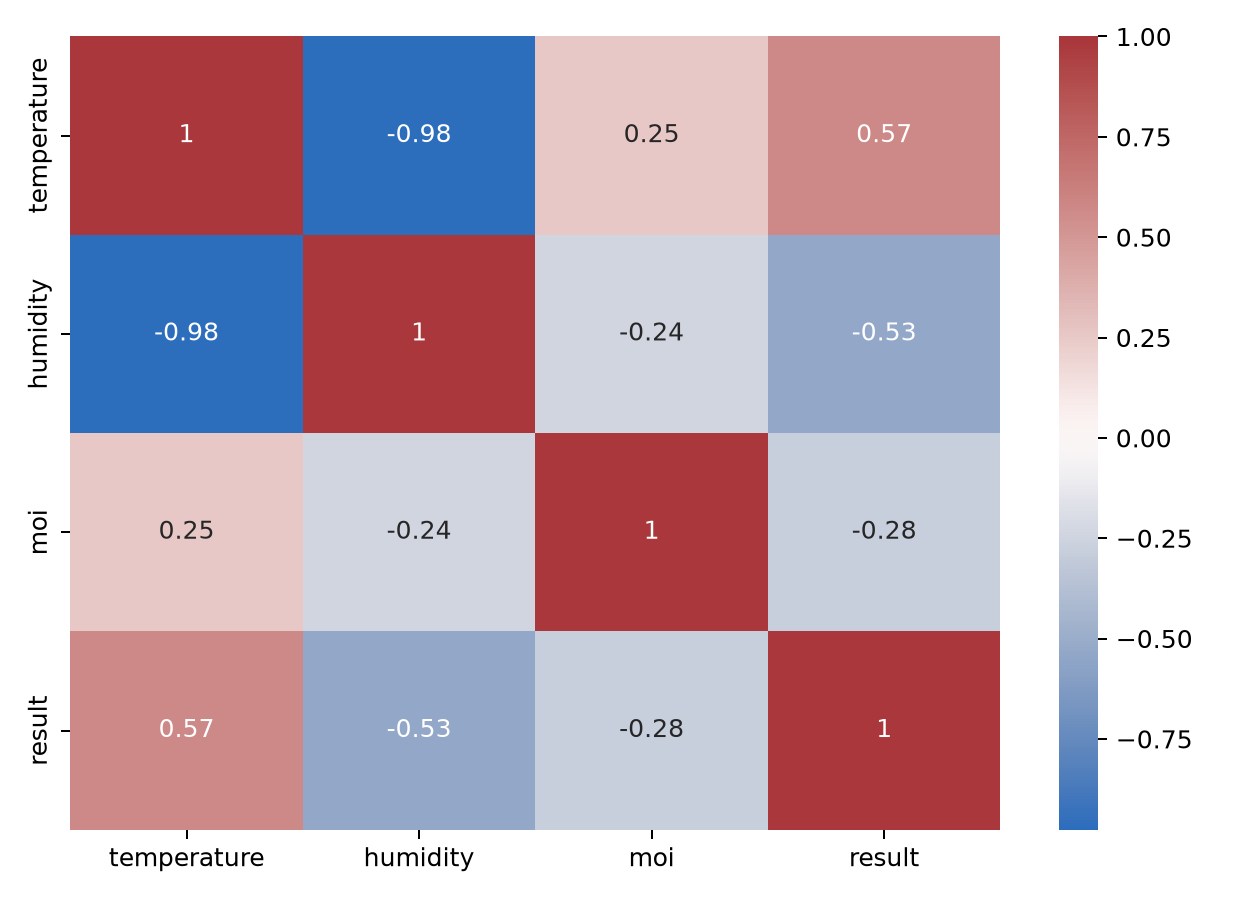 temperature 1 -0.98 0.25 0.57
humidity -0.98 1 -0.24 -0.53
moi 0.25 -0.24 1 -0.28
result 0.57 -0.53 -0.28 1
temperature humidity moi result
1.00
0.75
0.50
0.25
0.00
−0.25
−0.50
−0.75